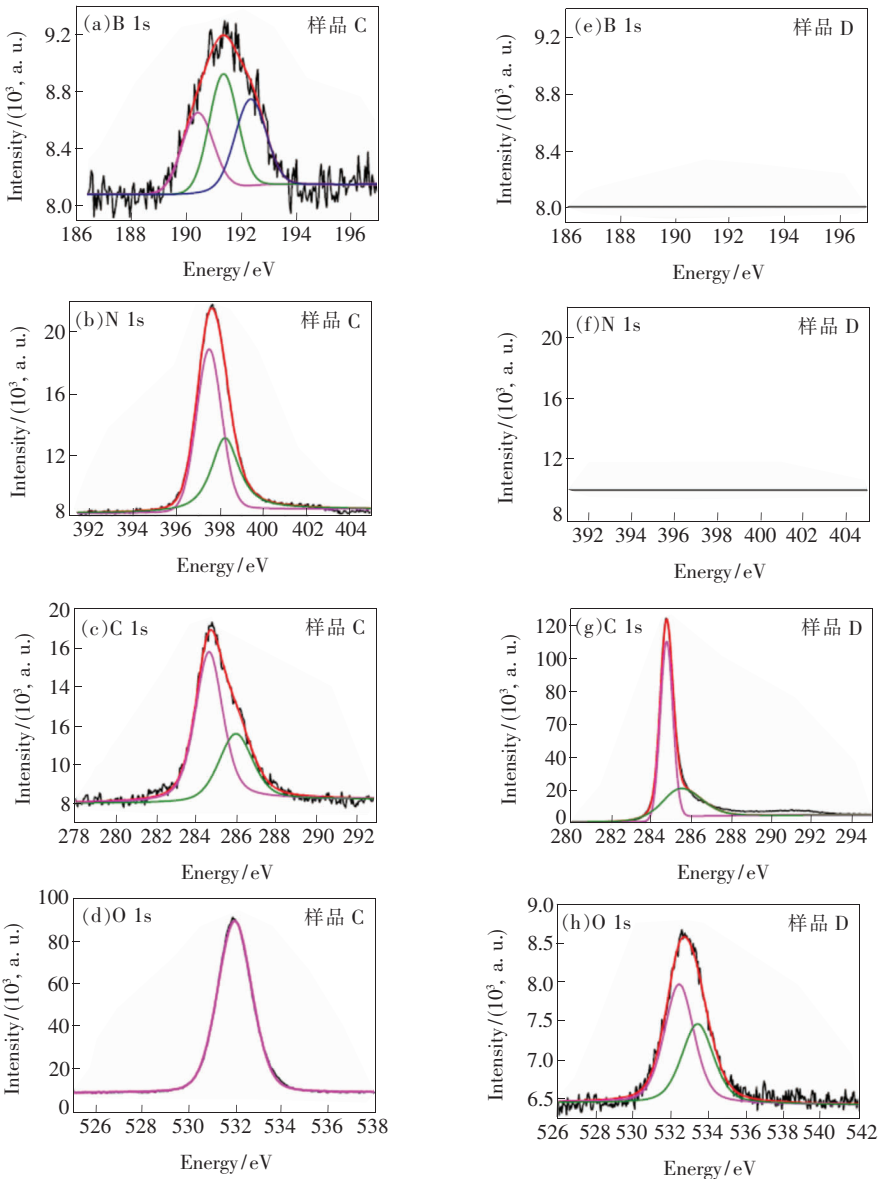 (a)B 1s
样品 C
9.2
8.8
8.4
8.0
Intensity/(10³, a. u.)
186 188 190 192 194 196
Energy/eV
(e)B 1s
样品 D
9.2
8.8
8.4
8.0
Intensity/(10³, a. u.)
186 188 190 192 194 196
Energy/eV
(b)N 1s
样品 C
20
16
12
8
Intensity/(10³, a. u.)
392 394 396 398 400 402 404
Energy/eV
(f)N 1s
样品 D
20
16
12
8
Intensity/(10³, a. u.)
392 394 396 398 400 402 404
Energy/eV
(c)C 1s
样品 C
20
16
14
16
10
8
Intensity/(10³, a. u.)
278 280 282 284 286 288 290 292
Energy/eV
(g)C 1s
样品 D
120
100
80
70
40
20
0
Intensity/(10³, a. u.)
280 282 284 286 288 290 292 294
Energy/eV
(d)O 1s
样品 C
100
80
60
40
20
0
Intensity/(10³, a. u.)
526 528 530 532 534 536 538
Energy/eV
(h)O 1s
样品 D
9.0
8.5
8.0
7.5
7.0
6.5
Intensity/(10³, a. u.)
526 528 530 532 534 536 538 540 542
Energy/eV